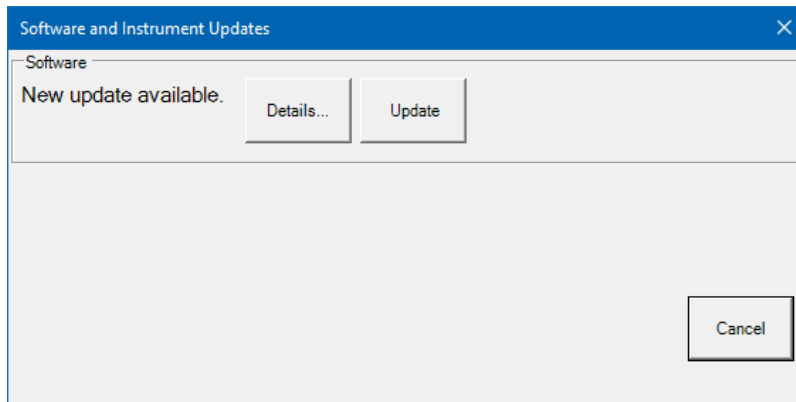 Software and Instrument Updates
Software
New update available.
Details...
Update
Cancel